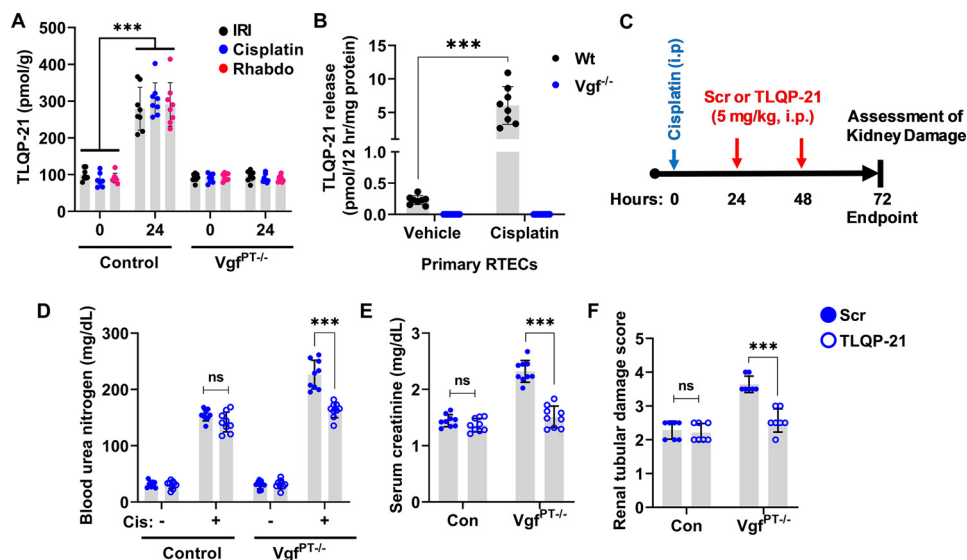 A
TLQP-21 (pmol/g)
500
400
300
200
100
0
***
IRI
Cisplatin
Rhabdo
0
24
0
24
Control
Vgf^PT-/-
B
TLQP-21 release
(pmol/12 hr/mg protein)
15
10
5
1.0
0.5
0.0
***
Wt
Vgf-/-
Vehicle
Cisplatin
Primary RTECs
C
Cisplatin (i.p)
Scr or TLQP-21
(5 mg/kg, i.p.)
Assessment of
Kidney Damage
Hours:
0
24
48
72
Endpoint
D
Blood urea nitrogen (mg/dL)
300
200
100
0
ns
***
Cis:
-
+
-
+
Control
Vgf^PT-/-
E
Serum creatinine (mg/dL)
3
2
1
0
ns
***
Con
Vgf^PT-/-
F
Renal tubular damage score
5
4
3
2
1
0
ns
***
Con
Vgf^PT-/-
Scr
TLQP-21